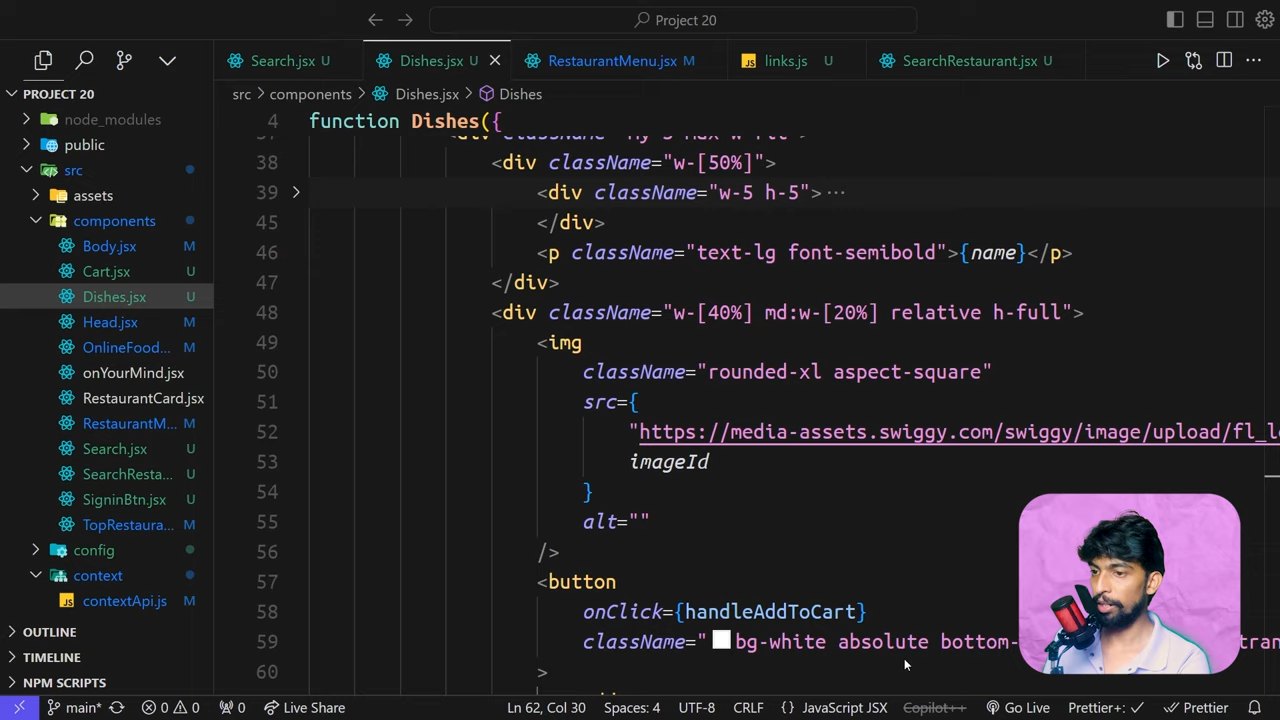 Project 20
Search.jsx U
Dishes.jsx U
RestaurantMenu.jsx M
JS links.js U
SearchRestaurant.jsx U
PROJECT 20
node_modules
public
src
assets
components
Body.jsx M
Cart.jsx U
Dishes.jsx U
Head.jsx M
OnlineFood... M
onYourMind.jsx
RestaurantCard.jsx
RestaurantM... M
Search.jsx U
SearchResta... U
SigninBtn.jsx U
TopRestaura... M
config
context
JS contextApi.js M
OUTLINE
TIMELINE
NPM SCRIPTS
src > components > Dishes.jsx > Dishes
4 function Dishes({
38 <div className="w-[50%]">
39 <div className="w-5 h-5">···
45 </div>
46 <p className="text-lg font-semibold">{name}</p>
47 </div>
48 <div className="w-[40%] md:w-[20%] relative h-full">
49 <img
50 className="rounded-xl aspect-square"
51 src={
52 "https://media-assets.swiggy.com/swiggy/image/upload/fl_l
53 imageId
54 }
55 alt=""
56 />
57 <button
58 onClick={handleAddToCart}
59 className=" bg-white absolute bottom- tran
60 >
main* 0 0 0 Live Share Ln 62, Col 30 Spaces: 4 UTF-8 CRLF {} JavaScript JSX Copilot++ Go Live Prettier+: Prettier